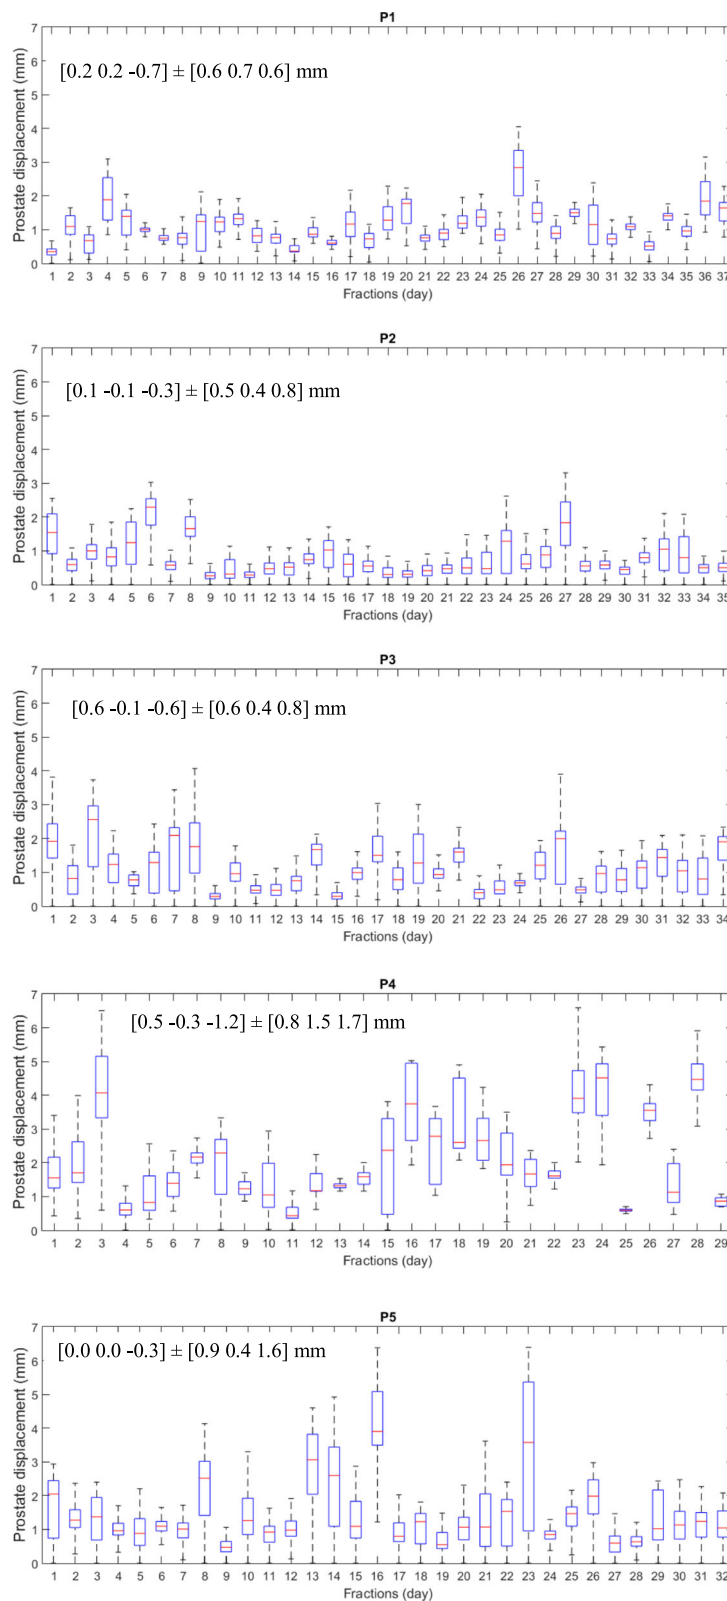 P1
7
6
5
4
3
2
1
0
Prostate displacement (mm)
[0.2 0.2 -0.7] ± [0.6 0.7 0.6] mm
1 2 3 4 5 6 7 8 9 10 11 12 13 14 15 16 17 18 19 20 21 22 23 24 25 26 27 28 29 30 31 32 33 34 35 36 37
Fractions (day)
P2
7
6
5
4
3
2
1
0
Prostate displacement (mm)
[0.1 -0.1 -0.3] ± [0.5 0.4 0.8] mm
1 2 3 4 5 6 7 8 9 10 11 12 13 14 15 16 17 18 19 20 21 22 23 24 25 26 27 28 29 30 31 32 33 34 35
Fractions (day)
P3
7
6
5
4
3
2
1
0
Prostate displacement (mm)
[0.6 -0.1 -0.6] ± [0.6 0.4 0.8] mm
1 2 3 4 5 6 7 8 9 10 11 12 13 14 15 16 17 18 19 20 21 22 23 24 25 26 27 28 29 30 31 32 33 34
Fractions (day)
P4
7
6
5
4
3
2
1
0
Prostate displacement (mm)
[0.5 -0.3 -1.2] ± [0.8 1.5 1.7] mm
1 2 3 4 5 6 7 8 9 10 11 12 13 14 15 16 17 18 19 20 21 22 23 24 25 26 27 28 29
Fractions (day)
P5
7
6
5
4
3
2
1
0
Prostate displacement (mm)
[0.0 0.0 -0.3] ± [0.9 0.4 1.6] mm
1 2 3 4 5 6 7 8 9 10 11 12 13 14 15 16 17 18 19 20 21 22 23 24 25 26 27 28 29 30 31 32
Fractions (day)